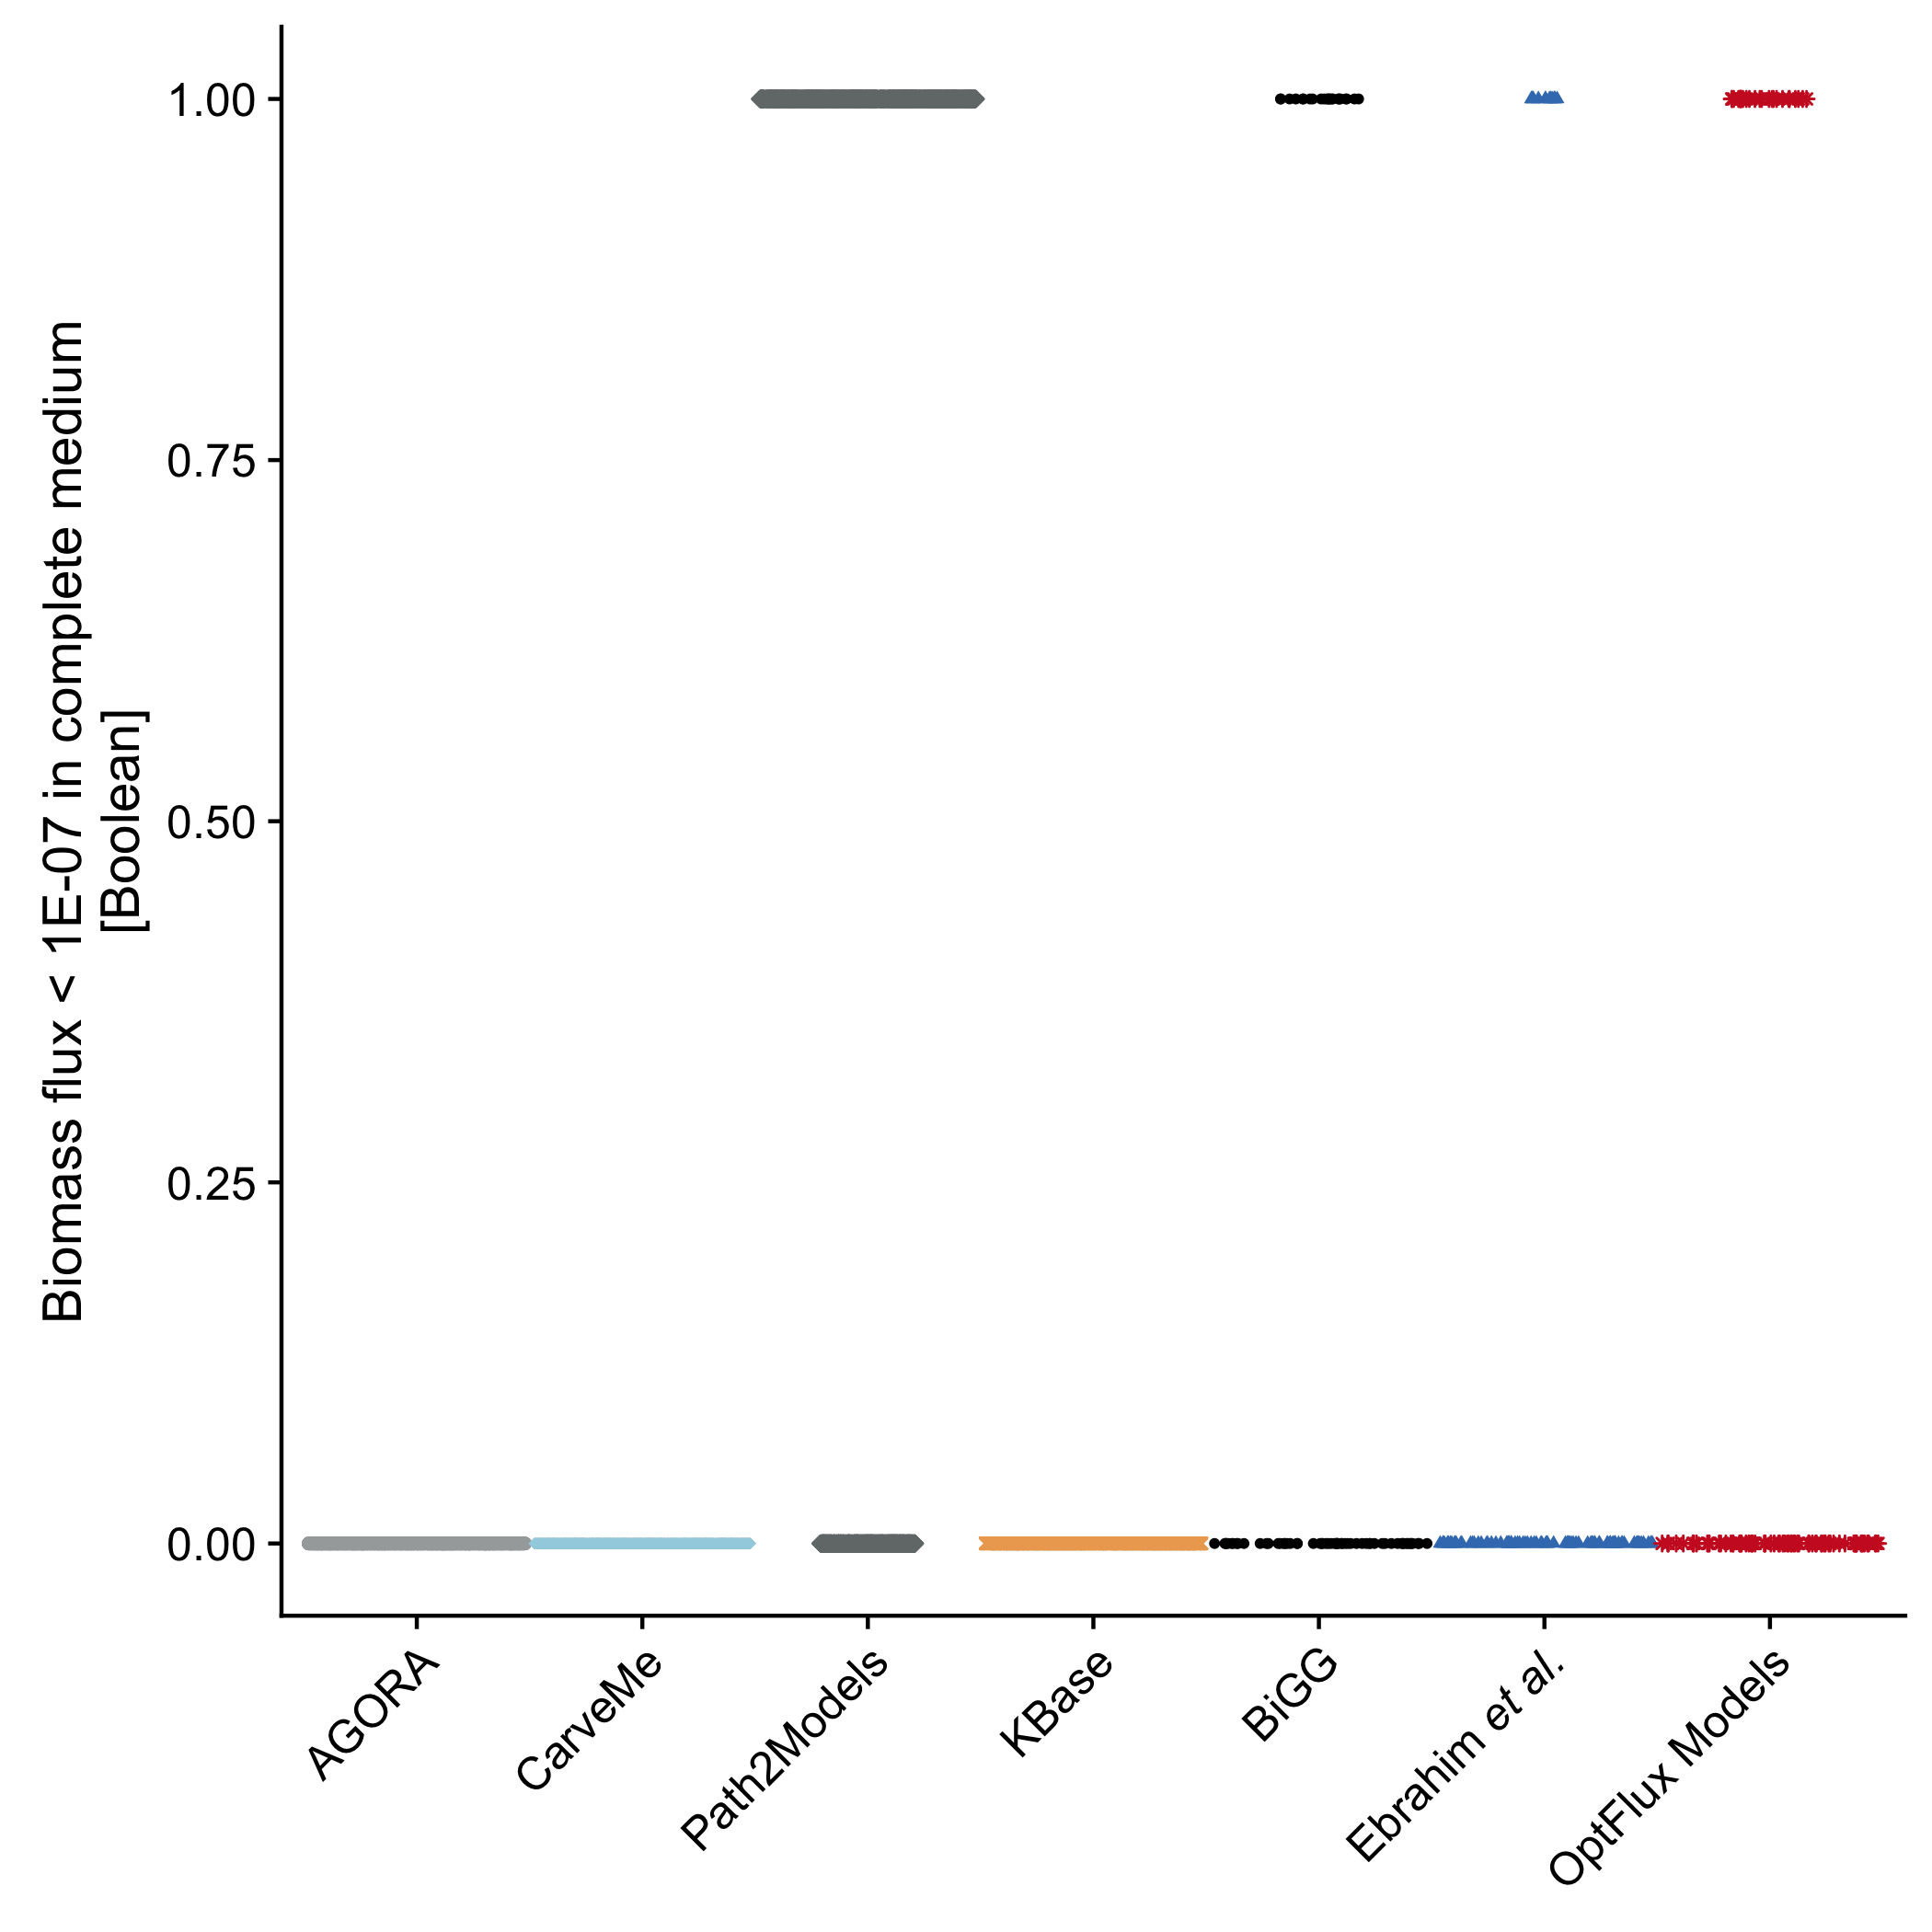 Biomass flux < 1E-07 in complete medium
[Boolean]
1.00
0.75
0.50
0.25
0.00
AGORA
CarveMe
Path2Models
KBase
BiGG
Ebrahim et al.
OptFlux Models